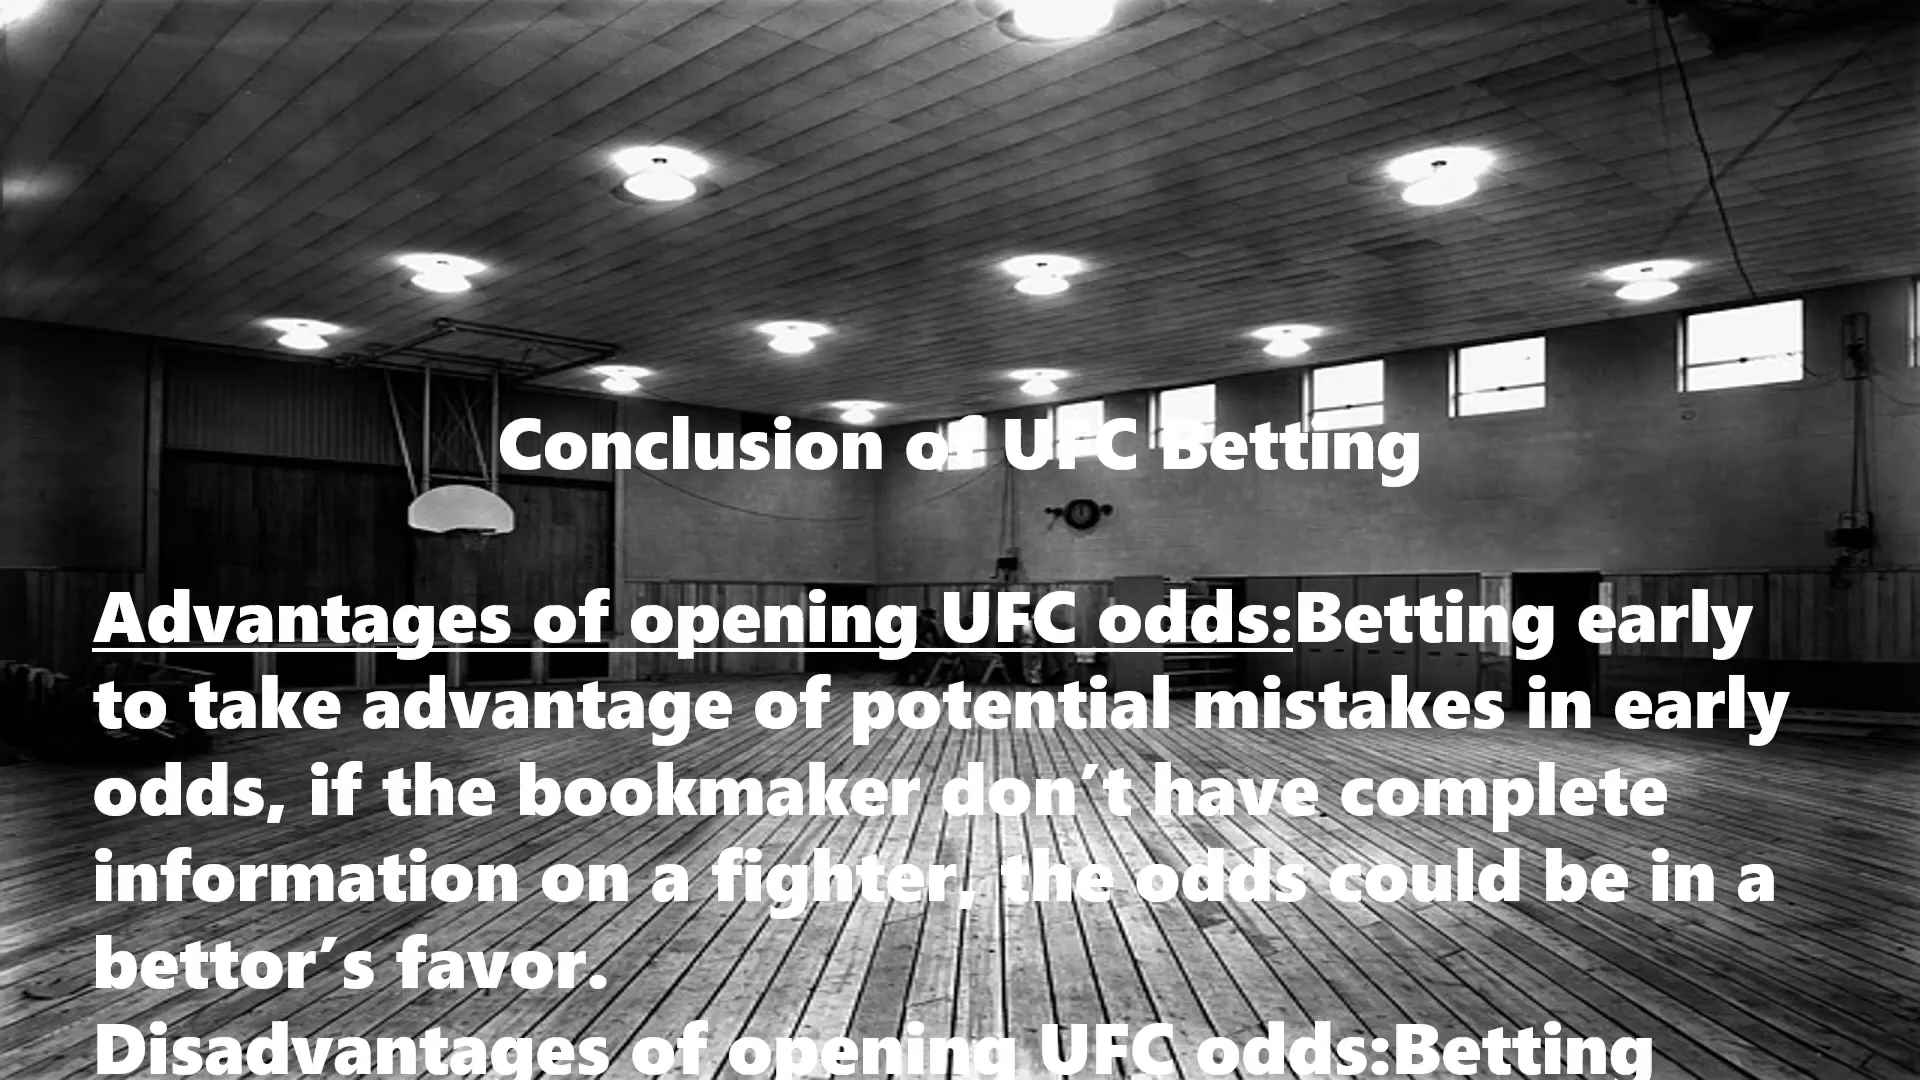 Conclusion of UFC Betting
Advantages of opening UFC odds:Betting early
to take advantage of potential mistakes in early
odds, if the bookmaker don´t have complete
information on a fighter, the odds could be in a
bettor´s favor.
Disadvantages of opening UFC odds:Betting